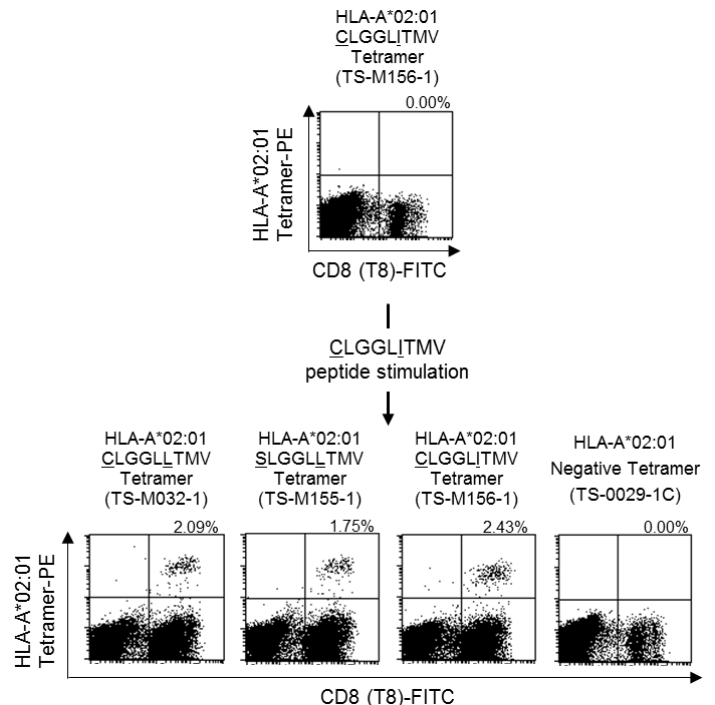 HLA-A*02:01
CLGGLITMV
Tetramer
(TS-M156-1)
0.00%
HLA-A*02:01
Tetramer-PE
CD8 (T8)-FITC
CLGGLITMV
peptide stimulation
HLA-A*02:01
CLGGLLTMV
Tetramer
(TS-M032-1)
2.09%
HLA-A*02:01
SLGGLLTMV
Tetramer
(TS-M155-1)
1.75%
HLA-A*02:01
CLGGLITMV
Tetramer
(TS-M156-1)
2.43%
HLA-A*02:01
Negative Tetramer
(TS-0029-1C)
0.00%
HLA-A*02:01
Tetramer-PE
CD8 (T8)-FITC